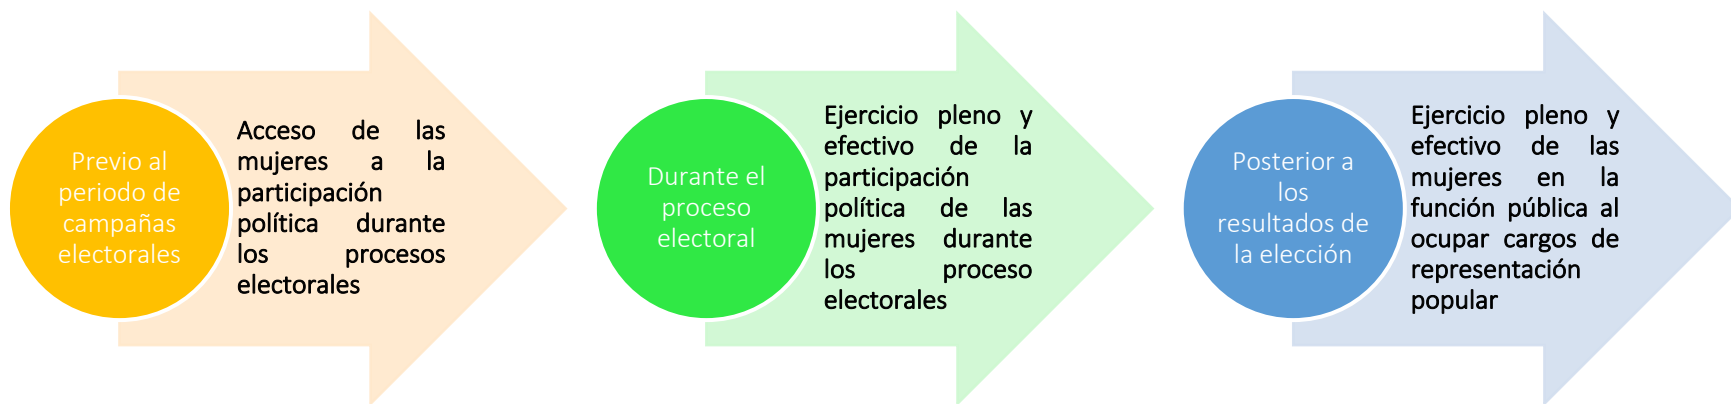 Previo al
periodo de
campañas
electorales
Acceso de las
mujeres a la
participación
política durante
los procesos
electorales
Durante el
proceso
electoral
Ejercicio pleno y
efectivo de la
participación
política de las
mujeres durante
los proceso
electorales
Posterior a
los
resultados de
la elección
Ejercicio pleno y
efectivo de las
mujeres en la
función pública al
ocupar cargos de
representación
popular